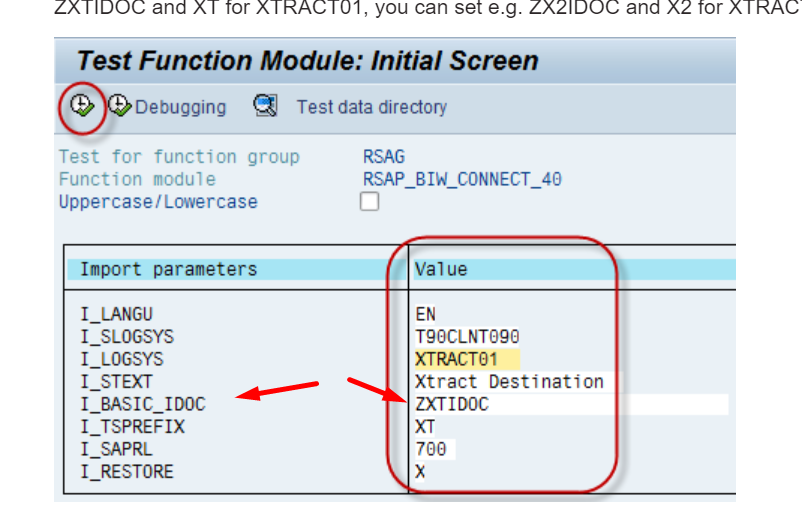 ZXTIDOC and XT for XTRACT01, you can set e.g. ZX2IDOC and X2 for XTRACT
Test Function Module: Initial Screen
Debugging Test data directory
Test for function group RSAG
Function module RSAP_BIW_CONNECT_40
Uppercase/Lowercase
Import parameters Value
I_LANGU EN
I_SLOGSYS T90CLNT090
I_LOGSYS XTRACT01
I_STEXT Xtract Destination
I_BASIC_IDOC ZXTIDOC
I_TSPREFIX XT
I_SAPRL 700
I_RESTORE X